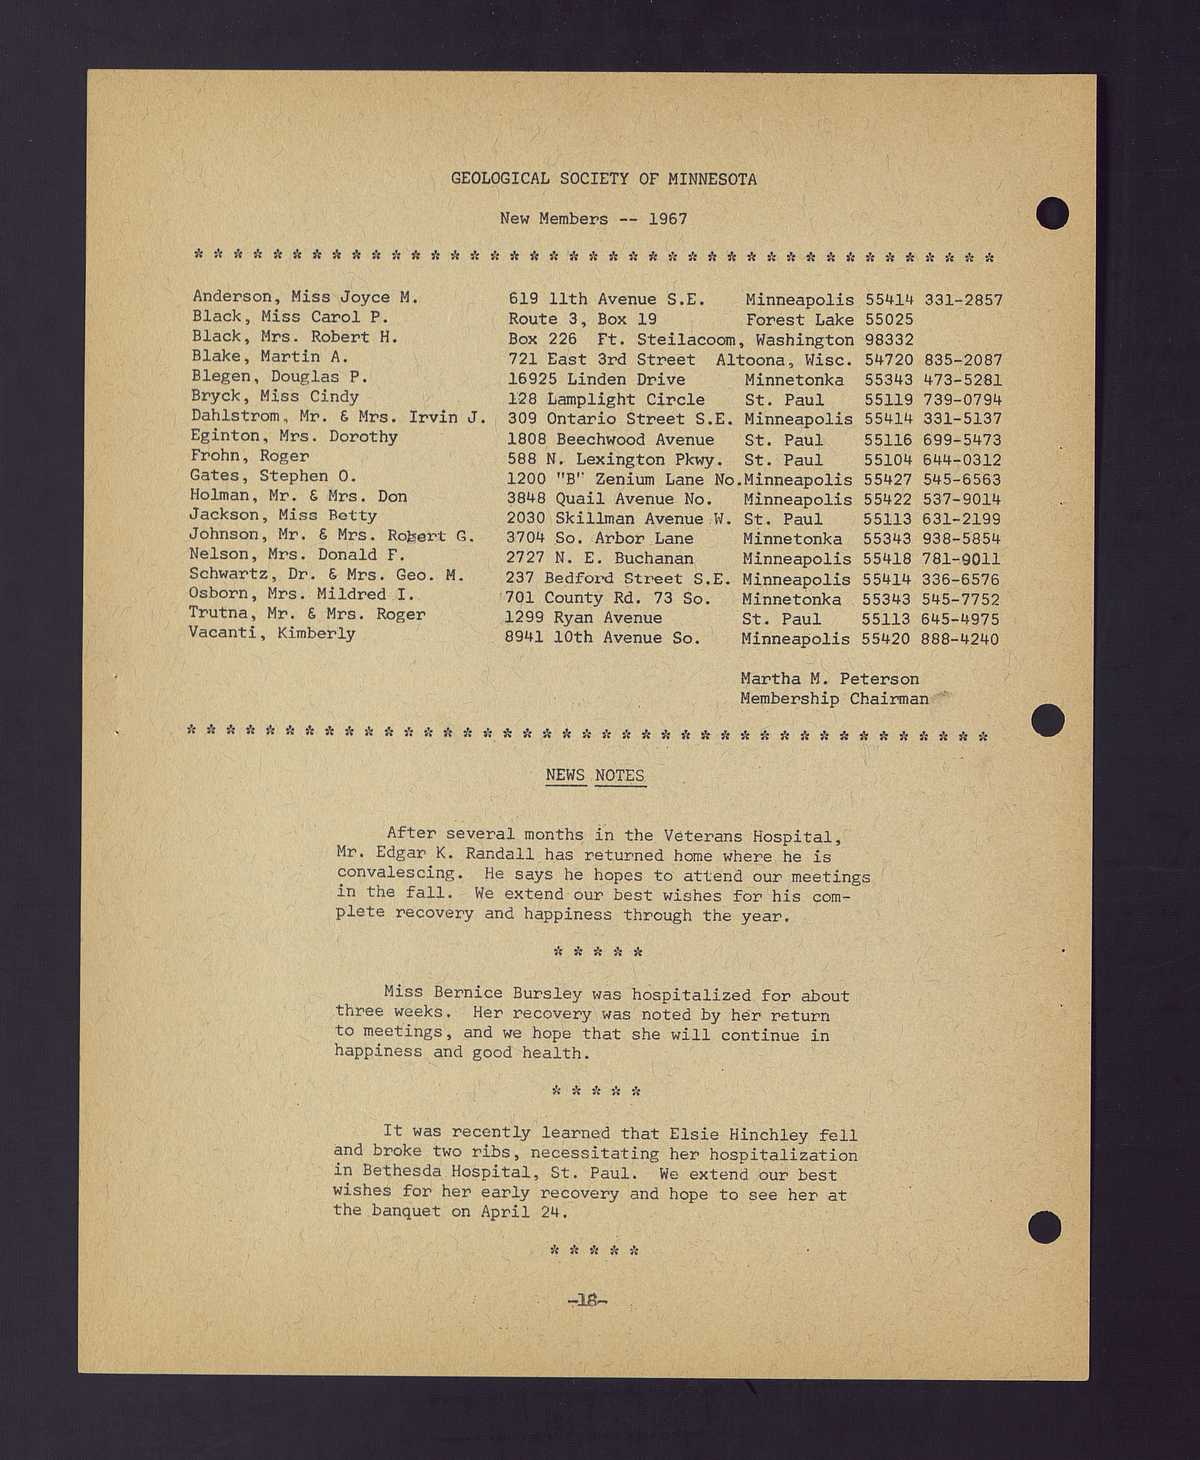 GEOLOGICAL SOCIETY OF MINNESOTA
New Members -- 1967
* * * * * * * * * * * * * * * * * * * * * * * * * * * * * * * * * * * * * * * * *
Anderson, Miss Joyce M. 619 11th Avenue S.E. Minneapolis 55414 331-2857
Black, Miss Carol P. Route 3, Box 19 Forest Lake 55025
Black, Mrs. Robert H. Box 226 Ft. Steilacoom, Washington 98332
Blake, Martin A. 721 East 3rd Street Altoona, Wisc. 54720 835-2087
Blegen, Douglas P. 16925 Linden Drive Minnetonka 55343 473-5281
Bryck, Miss Cindy 128 Lamplight Circle St. Paul 55119 739-0794
Dahlstrom, Mr. & Mrs. Irvin J. 309 Ontario Street S.E. Minneapolis 55414 331-5137
Eginton, Mrs. Dorothy 1808 Beechwood Avenue St. Paul 55116 699-5473
Frohn, Roger 588 N. Lexington Pkwy. St. Paul 55104 644-0312
Gates, Stephen O. 1200 "B" Zenium Lane No.Minneapolis 55427 545-6563
Holman, Mr. & Mrs. Don 3848 Quail Avenue No. Minneapolis 55422 537-9014
Jackson, Miss Betty 2030 Skillman Avenue W. St. Paul 55113 631-2199
Johnson, Mr. & Mrs. Robert G. 3704 So. Arbor Lane Minnetonka 55343 938-5854
Nelson, Mrs. Donald F. 2727 N. E. Buchanan Minneapolis 55418 781-9011
Schwartz, Dr. & Mrs. Geo. M. 237 Bedford Street S.E. Minneapolis 55414 336-6576
Osborn, Mrs. Mildred I. 701 County Rd. 73 So. Minnetonka 55343 545-7752
Trutna, Mr. & Mrs. Roger 1299 Ryan Avenue St. Paul 55113 645-4975
Vacanti, Kimberly 8941 10th Avenue So. Minneapolis 55420 888-4240
Martha M. Peterson
Membership Chairman
* * * * * * * * * * * * * * * * * * * * * * * * * * * * * * * * * * * * * * * * *
NEWS NOTES
After several months in the Veterans Hospital,
Mr. Edgar K. Randall has returned home where he is
convalescing. He says he hopes to attend our meetings
in the fall. We extend our best wishes for his com-
plete recovery and happiness through the year.
* * * * *
Miss Bernice Bursley was hospitalized for about
three weeks. Her recovery was noted by her return
to meetings, and we hope that she will continue in
happiness and good health.
* * * * *
It was recently learned that Elsie Hinchley fell
and broke two ribs, necessitating her hospitalization
in Bethesda Hospital, St. Paul. We extend our best
wishes for her early recovery and hope to see her at
the banquet on April 24.
* * * * *
-18-